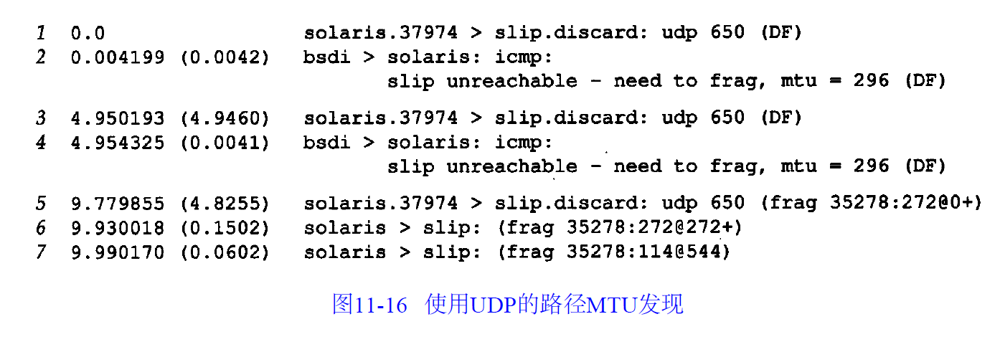 1 0.0 solaris.37974 > slip.discard: udp 650 (DF)
2 0.004199 (0.0042) bsdi > solaris: icmp:
slip unreachable - need to frag, mtu = 296 (DF)
3 4.950193 (4.9460) solaris.37974 > slip.discard: udp 650 (DF)
4 4.954325 (0.0041) bsdi > solaris: icmp:
slip unreachable - need to frag, mtu = 296 (DF)
5 9.779855 (4.8255) solaris.37974 > slip.discard: udp 650 (frag 35278:272@0+)
6 9.930018 (0.1502) solaris > slip: (frag 35278:272@272+)
7 9.990170 (0.0602) solaris > slip: (frag 35278:114@544)
图11-16 使用UDP的路径MTU发现